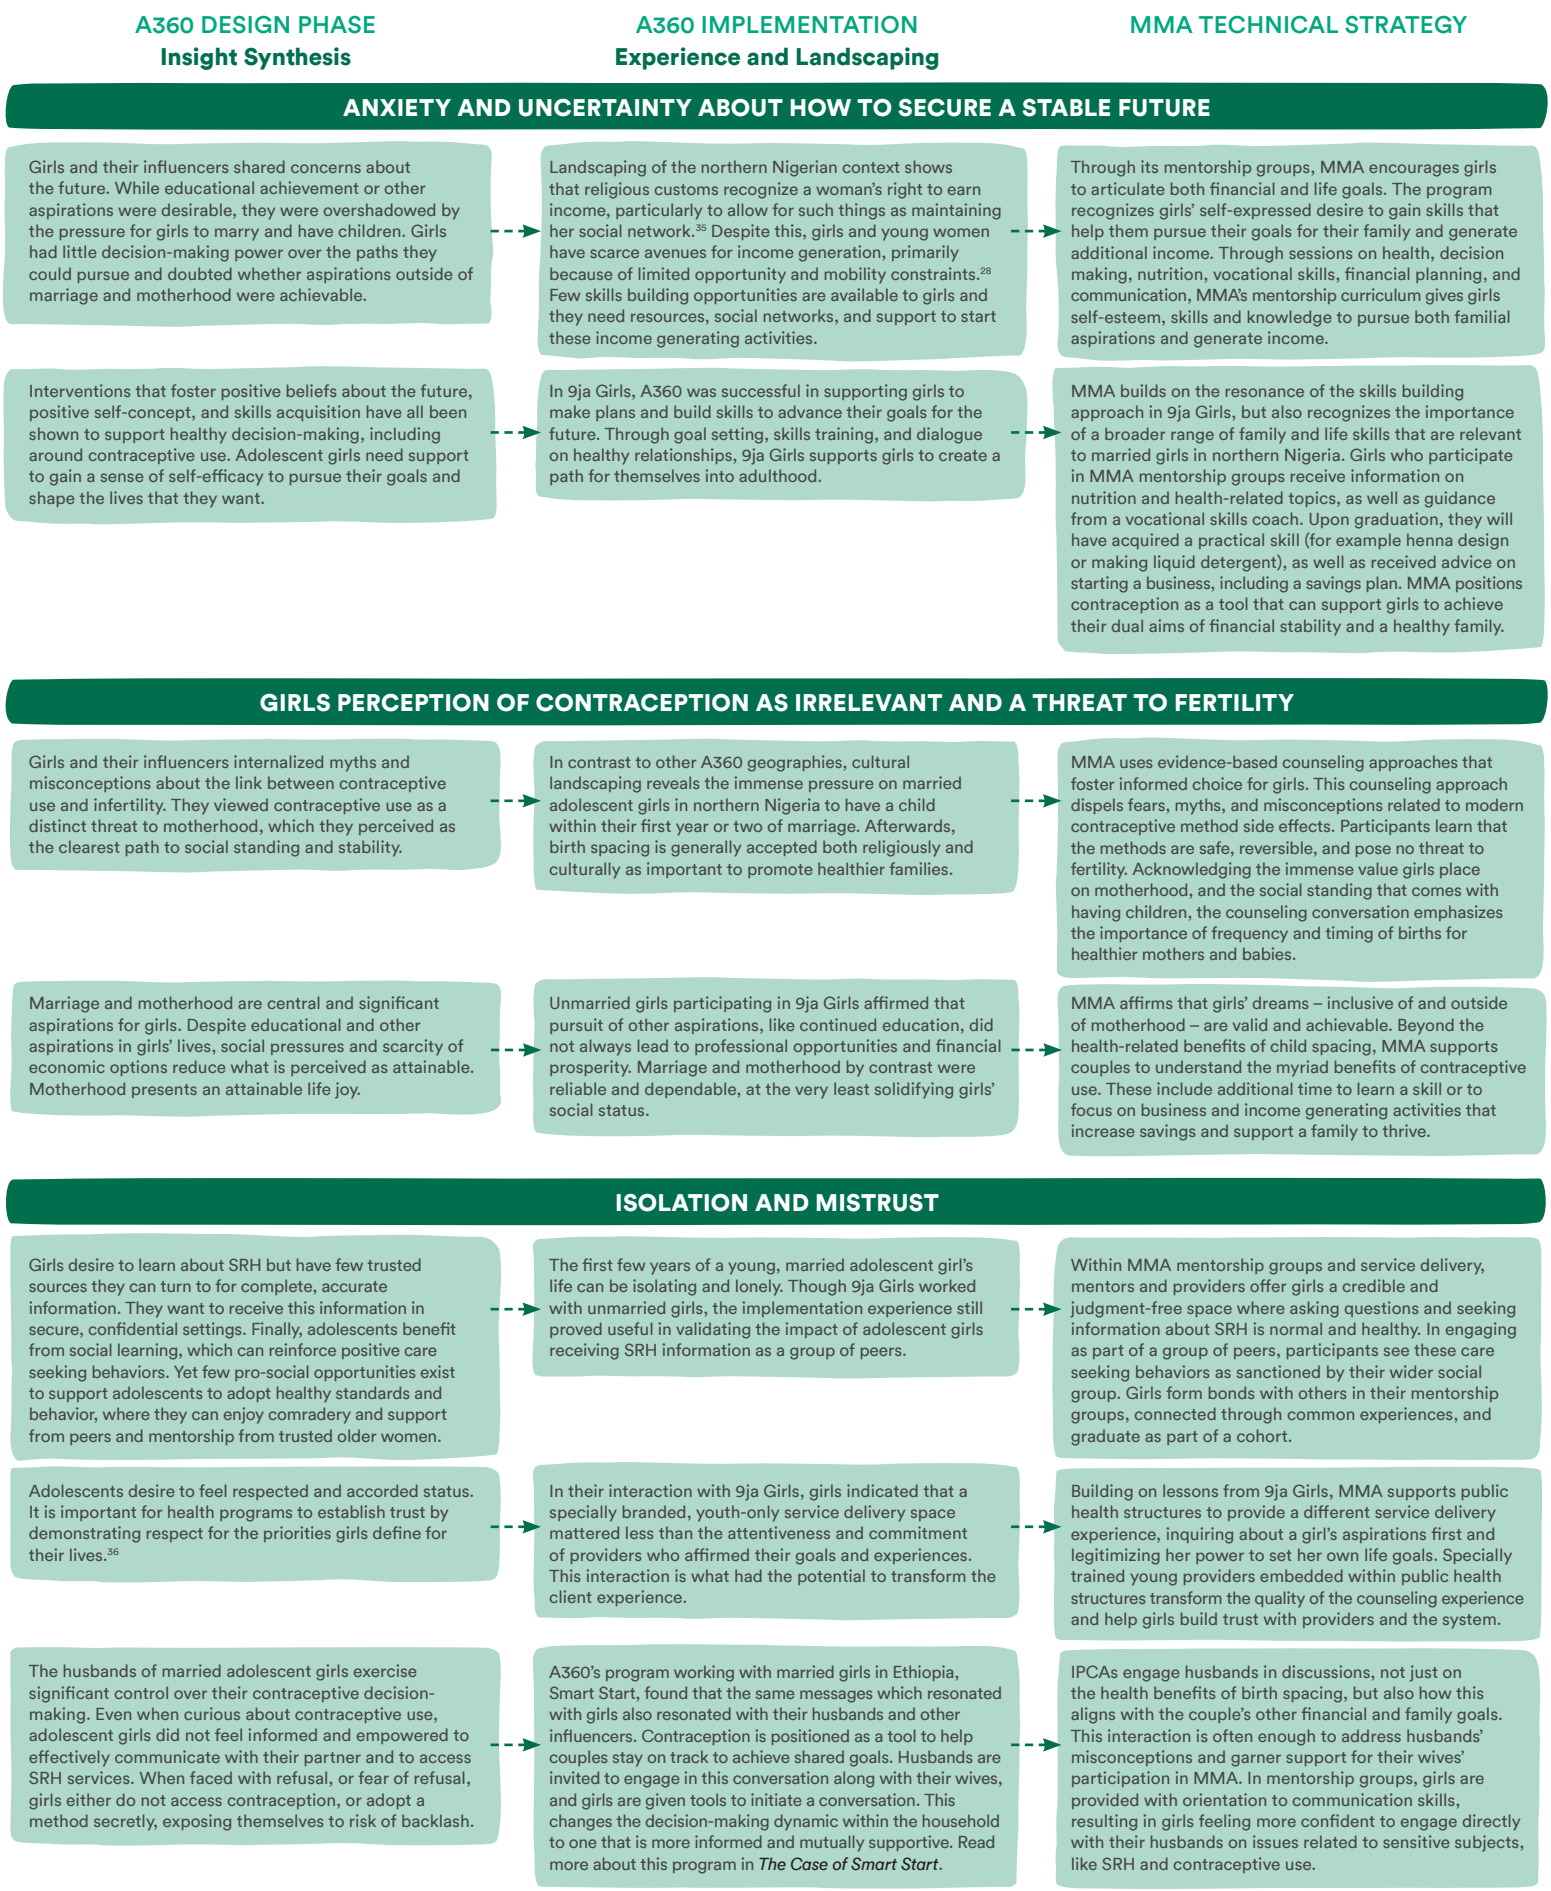 A360 DESIGN PHASE
Insight Synthesis
A360 IMPLEMENTATION
Experience and Landscaping
MMA TECHNICAL STRATEGY
ANXIETY AND UNCERTAINTY ABOUT HOW TO SECURE A STABLE FUTURE
Girls and their influencers shared concerns about
the future. While educational achievement or other
aspirations were desirable, they were overshadowed by
the pressure for girls to marry and have children. Girls
had little decision-making power over the paths they
could pursue and doubted whether aspirations outside of
marriage and motherhood were achievable.
Landscaping of the northern Nigerian context shows
that religious customs recognize a woman's right to earn
income, particularly to allow for such things as maintaining
her social network.³⁵ Despite this, girls and young women
have scarce avenues for income generation, primarily
because of limited opportunity and mobility constraints.²⁸
Few skills building opportunities are available to girls and
they need resources, social networks, and support to start
these income generating activities.
Through its mentorship groups, MMA encourages girls
to articulate both financial and life goals. The program
recognizes girls' self-expressed desire to gain skills that
help them pursue their goals for their family and generate
additional income. Through sessions on health, decision
making, nutrition, vocational skills, financial planning, and
communication, MMA's mentorship curriculum gives girls
self-esteem, skills and knowledge to pursue both familial
aspirations and generate income.
Interventions that foster positive beliefs about the future,
positive self-concept, and skills acquisition have all been
shown to support healthy decision-making, including
around contraceptive use. Adolescent girls need support
to gain a sense of self-efficacy to pursue their goals and
shape the lives that they want.
In 9ja Girls, A360 was successful in supporting girls to
make plans and build skills to advance their goals for the
future. Through goal setting, skills training, and dialogue
on healthy relationships, 9ja Girls supports girls to create a
path for themselves into adulthood.
MMA builds on the resonance of the skills building
approach in 9ja Girls, but also recognizes the importance
of a broader range of family and life skills that are relevant
to married girls in northern Nigeria. Girls who participate
in MMA mentorship groups receive information on
nutrition and health-related topics, as well as guidance
from a vocational skills coach. Upon graduation, they will
have acquired a practical skill (for example henna design
or making liquid detergent), as well as received advice on
starting a business, including a savings plan. MMA positions
contraception as a tool that can support girls to achieve
their dual aims of financial stability and a healthy family.
GIRLS PERCEPTION OF CONTRACEPTION AS IRRELEVANT AND A THREAT TO FERTILITY
Girls and their influencers internalized myths and
misconceptions about the link between contraceptive
use and infertility. They viewed contraceptive use as a
distinct threat to motherhood, which they perceived as
the clearest path to social standing and stability.
In contrast to other A360 geographies, cultural
landscaping reveals the immense pressure on married
adolescent girls in northern Nigeria to have a child
within their first year or two of marriage. Afterwards,
birth spacing is generally accepted both religiously and
culturally as important to promote healthier families.
MMA uses evidence-based counseling approaches that
foster informed choice for girls. This counseling approach
dispels fears, myths, and misconceptions related to modern
contraceptive method side effects. Participants learn that
the methods are safe, reversible, and pose no threat to
fertility. Acknowledging the immense value girls place
on motherhood, and the social standing that comes with
having children, the counseling conversation emphasizes
the importance of frequency and timing of births for
healthier mothers and babies.
Marriage and motherhood are central and significant
aspirations for girls. Despite educational and other
aspirations in girls' lives, social pressures and scarcity of
economic options reduce what is perceived as attainable.
Motherhood presents an attainable life joy.
Unmarried girls participating in 9ja Girls affirmed that
pursuit of other aspirations, like continued education, did
not always lead to professional opportunities and financial
prosperity. Marriage and motherhood by contrast were
reliable and dependable, at the very least solidifying girls'
social status.
MMA affirms that girls' dreams – inclusive of and outside
of motherhood – are valid and achievable. Beyond the
health-related benefits of child spacing, MMA supports
couples to understand the myriad benefits of contraceptive
use. These include additional time to learn a skill or to
focus on business and income generating activities that
increase savings and support a family to thrive.
ISOLATION AND MISTRUST
Girls desire to learn about SRH but have few trusted
sources they can turn to for complete, accurate
information. They want to receive this information in
secure, confidential settings. Finally, adolescents benefit
from social learning, which can reinforce positive care
seeking behaviors. Yet few pro-social opportunities exist
to support adolescents to adopt healthy standards and
behavior, where they can enjoy comradery and support
from peers and mentorship from trusted older women.
The first few years of a young, married adolescent girl's
life can be isolating and lonely. Though 9ja Girls worked
with unmarried girls, the implementation experience still
proved useful in validating the impact of adolescent girls
receiving SRH information as a group of peers.
Within MMA mentorship groups and service delivery,
mentors and providers offer girls a credible and
judgment-free space where asking questions and seeking
information about SRH is normal and healthy. In engaging
as part of a group of peers, participants see these care
seeking behaviors as sanctioned by their wider social
group. Girls form bonds with others in their mentorship
groups, connected through common experiences, and
graduate as part of a cohort.
Adolescents desire to feel respected and accorded status.
It is important for health programs to establish trust by
demonstrating respect for the priorities girls define for
their lives.³⁶
In their interaction with 9ja Girls, girls indicated that a
specially branded, youth-only service delivery space
mattered less than the attentiveness and commitment
of providers who affirmed their goals and experiences.
This interaction is what had the potential to transform the
client experience.
Building on lessons from 9ja Girls, MMA supports public
health structures to provide a different service delivery
experience, inquiring about a girl's aspirations first and
legitimizing her power to set her own life goals. Specially
trained young providers embedded within public health
structures transform the quality of the counseling experience
and help girls build trust with providers and the system.
The husbands of married adolescent girls exercise
significant control over their contraceptive decision-
making. Even when curious about contraceptive use,
adolescent girls did not feel informed and empowered to
effectively communicate with their partner and to access
SRH services. When faced with refusal, or fear of refusal,
girls either do not access contraception, or adopt a
method secretly, exposing themselves to risk of backlash.
A360's program working with married girls in Ethiopia,
Smart Start, found that the same messages which resonated
with girls also resonated with their husbands and other
influencers. Contraception is positioned as a tool to help
couples stay on track to achieve shared goals. Husbands are
invited to engage in this conversation along with their wives,
and girls are given tools to initiate a conversation. This
changes the decision-making dynamic within the household
to one that is more informed and mutually supportive. Read
more about this program in The Case of Smart Start.
IPCAs engage husbands in discussions, not just on
the health benefits of birth spacing, but also how this
aligns with the couple's other financial and family goals.
This interaction is often enough to address husbands'
misconceptions and garner support for their wives'
participation in MMA. In mentorship groups, girls are
provided with orientation to communication skills,
resulting in girls feeling more confident to engage directly
with their husbands on issues related to sensitive subjects,
like SRH and contraceptive use.